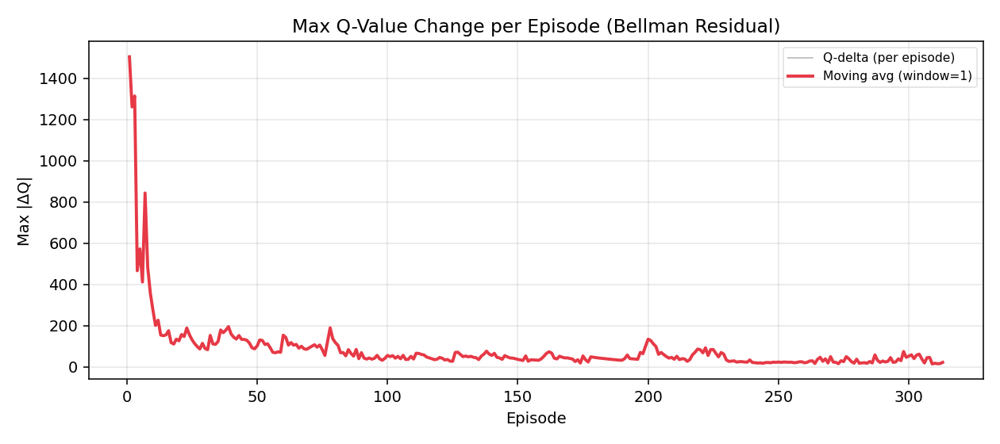 Max Q-Value Change per Episode (Bellman Residual)
Q-delta (per episode)
Moving avg (window=1)
Max |ΔQ|
1400
1200
1000
800
600
400
200
0
0 50 100 150 200 250 300
Episode